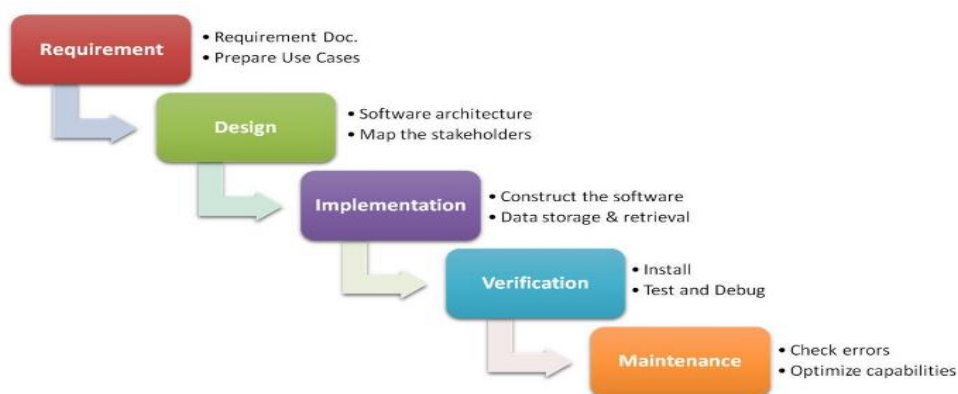 Requirement
• Requirement Doc.
• Prepare Use Cases
Design
• Software architecture
• Map the stakeholders
Implementation
• Construct the software
• Data storage & retrieval
Verification
• Install
• Test and Debug
Maintenance
• Check errors
• Optimize capabilities